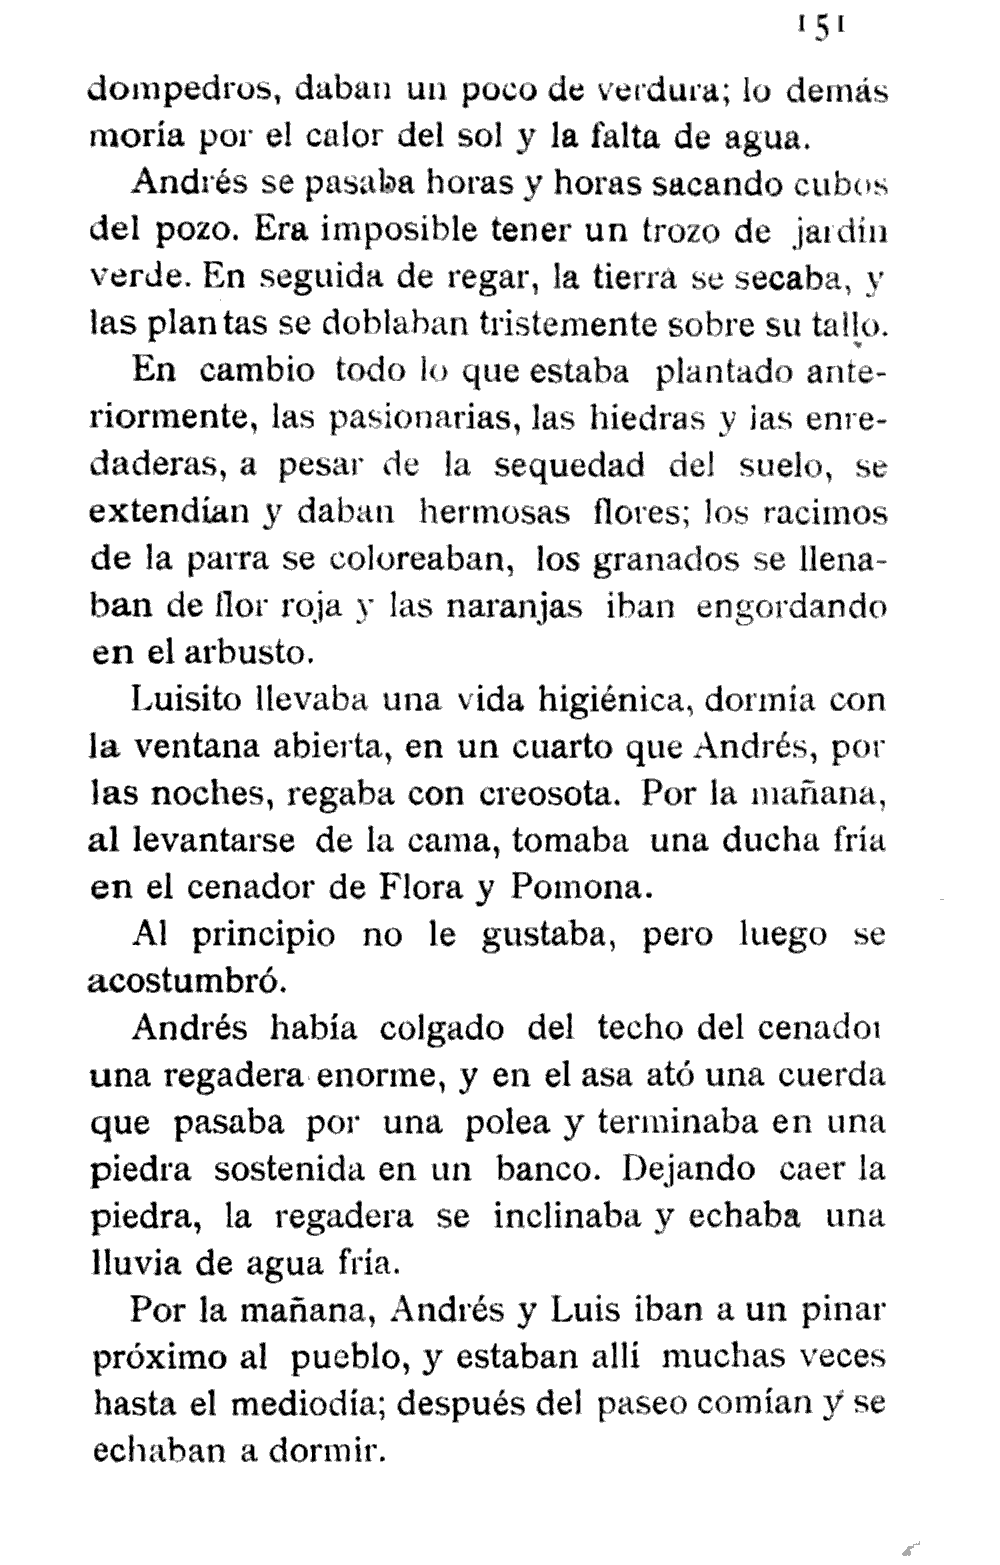 151
dompedros, daban un poco de verdura; lo demás
moría por el calor del sol y la falta de agua.
Andrés se pasaba horas y horas sacando cubos
del pozo. Era imposible tener un trozo de jardín
verde. En seguida de regar, la tierra se secaba, y
las plantas se doblaban tristemente sobre su tallo.
En cambio todo lo que estaba plantado ante-
riormente, las pasionarias, las hiedras y las enre-
daderas, a pesar de la sequedad del suelo, se
extendían y daban hermosas flores; los racimos
de la parra se coloreaban, los granados se llena-
ban de flor roja y las naranjas iban engordando
en el arbusto.
Luisito llevaba una vida higiénica, dormía con
la ventana abierta, en un cuarto que Andrés, por
las noches, regaba con creosota. Por la mañana,
al levantarse de la cama, tomaba una ducha fría
en el cenador de Flora y Pomona.
Al principio no le gustaba, pero luego se
acostumbró.
Andrés había colgado del techo del cenador
una regadera enorme, y en el asa ató una cuerda
que pasaba por una polea y terminaba en una
piedra sostenida en un banco. Dejando caer la
piedra, la regadera se inclinaba y echaba una
lluvia de agua fría.
Por la mañana, Andrés y Luis iban a un pinar
próximo al pueblo, y estaban allí muchas veces
hasta el mediodía; después del paseo comían y se
echaban a dormir.